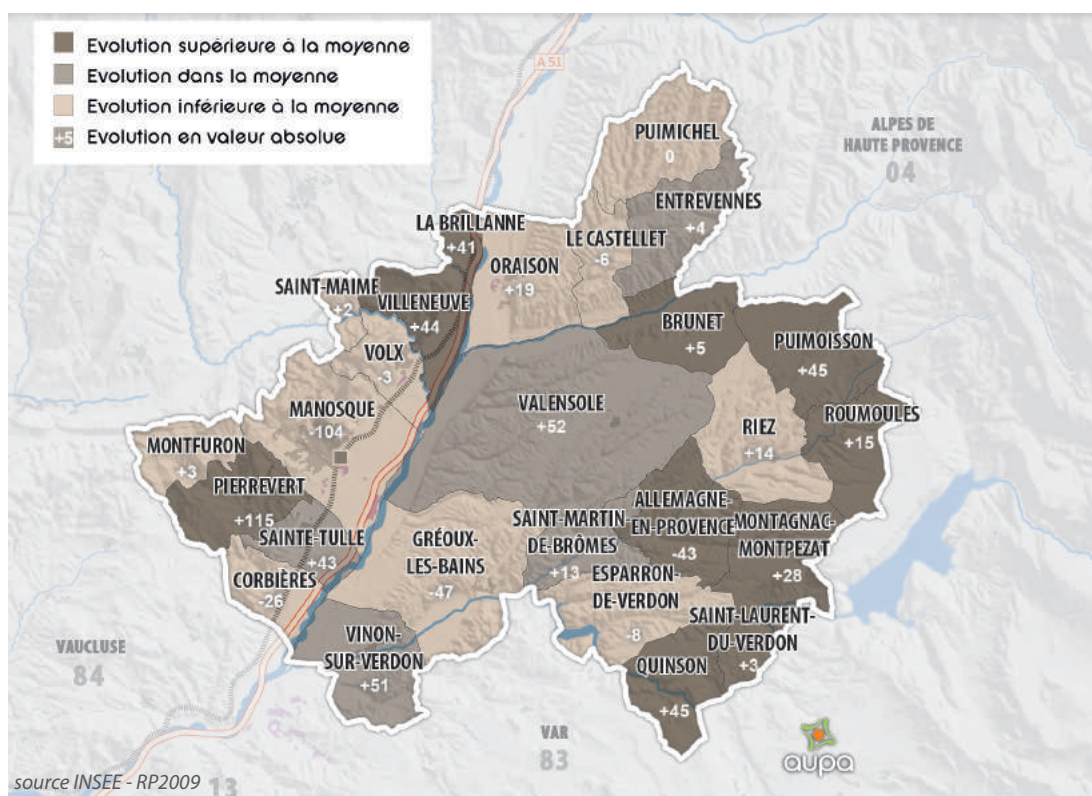 Evolution supérieure à la moyenne
Evolution dans la moyenne
Evolution inférieure à la moyenne
+5 Evolution en valeur absolue
A 51
ALPES DE
HAUTE PROVENCE
04
PUIMICHEL
0
ENTREVENNES
+4
LA BRILLANNE
+41
LE CASTELLET
-6
ORAISON
+19
SAINT-MAIME
+2
VILLENEUVE
+44
BRUNET
+5
PUIMOISSON
+45
VOLX
-3
MANOSQUE
-104
VALENSOLE
+52
ROUMOULES
+15
RIEZ
+14
MONTFURON
+3
PIERREVERT
+115
SAINTE-TULLE
+43
CORBIÈRES
-26
GRÉOUX-
LES-BAINS
-47
SAINT-MARTIN
DE-BRÔMES
+13
ALLEMAGNE-
EN-PROVENCE
-43
MONTAGNAC-
MONTPEZAT
+28
ESPARRON-
DE-VERDON
-8
SAINT-LAURENT-
DU-VERDON
+3
QUINSON
+45
VINON-
SUR-VERDON
+51
VAUCLUSE
84
VAR
83
aupa
13
source INSEE - RP2009